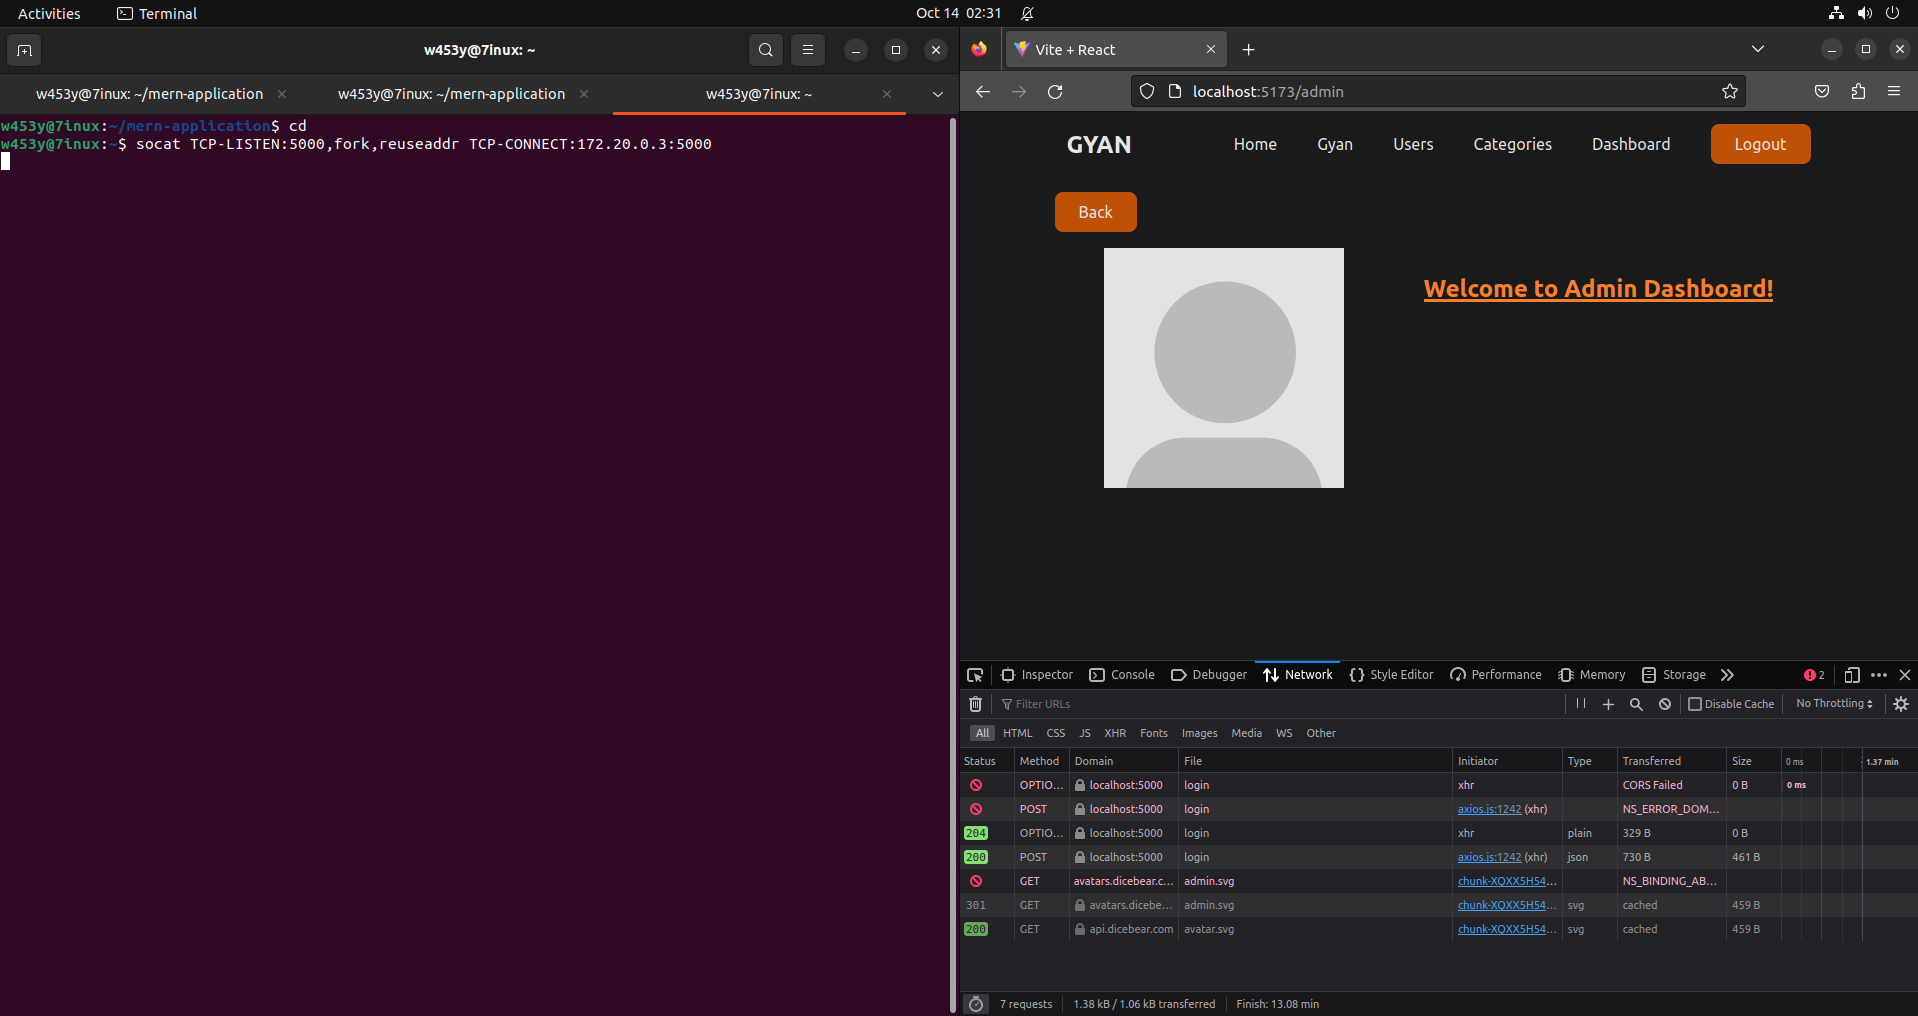 Activities Terminal Oct 14 02:31
w453y@7inux: ~
w453y@7inux: ~/mern-application w453y@7inux: ~/mern-application w453y@7inux: ~
w453y@7inux:~/mern-application$ cd
w453y@7inux:~$ socat TCP-LISTEN:5000,fork,reuseaddr TCP-CONNECT:172.20.0.3:5000
Vite + React
localhost:5173/admin
GYAN Home Gyan Users Categories Dashboard Logout
Back
Welcome to Admin Dashboard!
Inspector Console Debugger Network Style Editor Performance Memory Storage 2
Filter URLs Disable Cache No Throttling
All HTML CSS JS XHR Fonts Images Media WS Other
Status Method Domain File Initiator Type Transferred Size 0 ms 1.37 min
OPTIO... localhost:5000 login xhr CORS Failed 0 B 0 ms
POST localhost:5000 login axios.js:1242 (xhr) NS_ERROR_DOM...
204 OPTIO... localhost:5000 login xhr plain 329 B 0 B
200 POST localhost:5000 login axios.js:1242 (xhr) json 730 B 461 B
GET avatars.dicebear.c... admin.svg chunk-XQXX5H54... NS_BINDING_AB...
301 GET avatars.dicebe... admin.svg chunk-XQXX5H54... svg cached 459 B
200 GET api.dicebear.com avatar.svg chunk-XQXX5H54... svg cached 459 B
7 requests 1.38 kB / 1.06 kB transferred Finish: 13.08 min